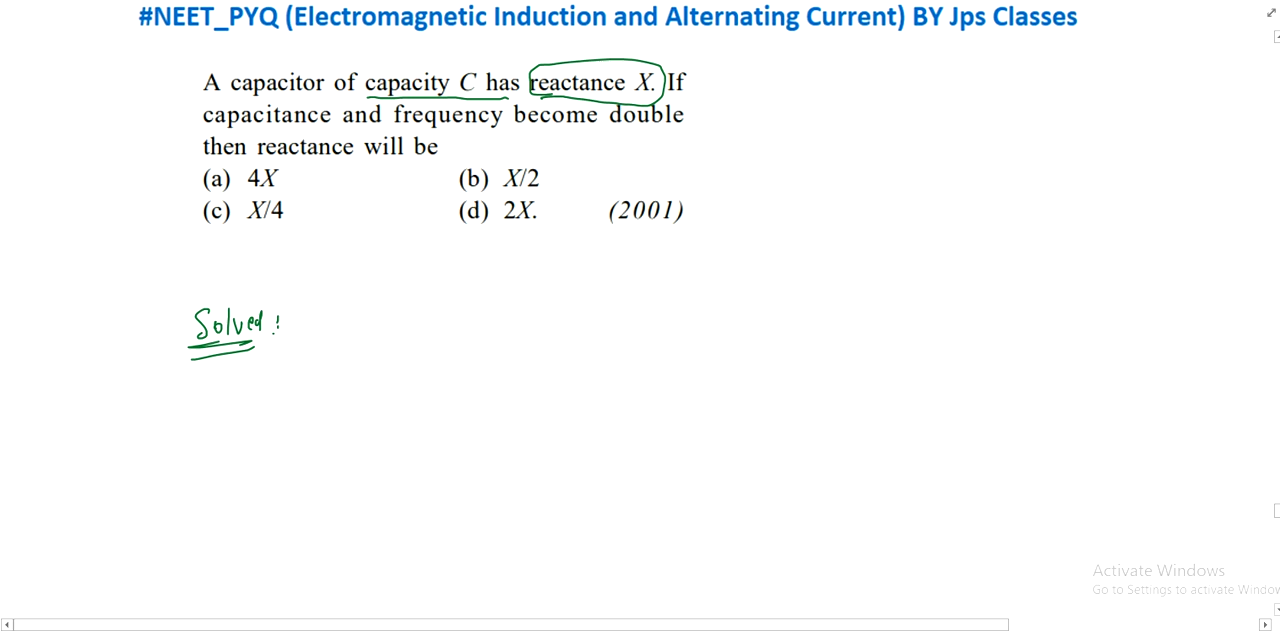 #NEET_PYQ (Electromagnetic Induction and Alternating Current) BY Jps Classes
A capacitor of capacity C has reactance X. If
capacitance and frequency become double
then reactance will be
(a) 4X (b) X/2
(c) X/4 (d) 2X. (2001)
Solved :
Activate Windows
Go to Settings to activate Window